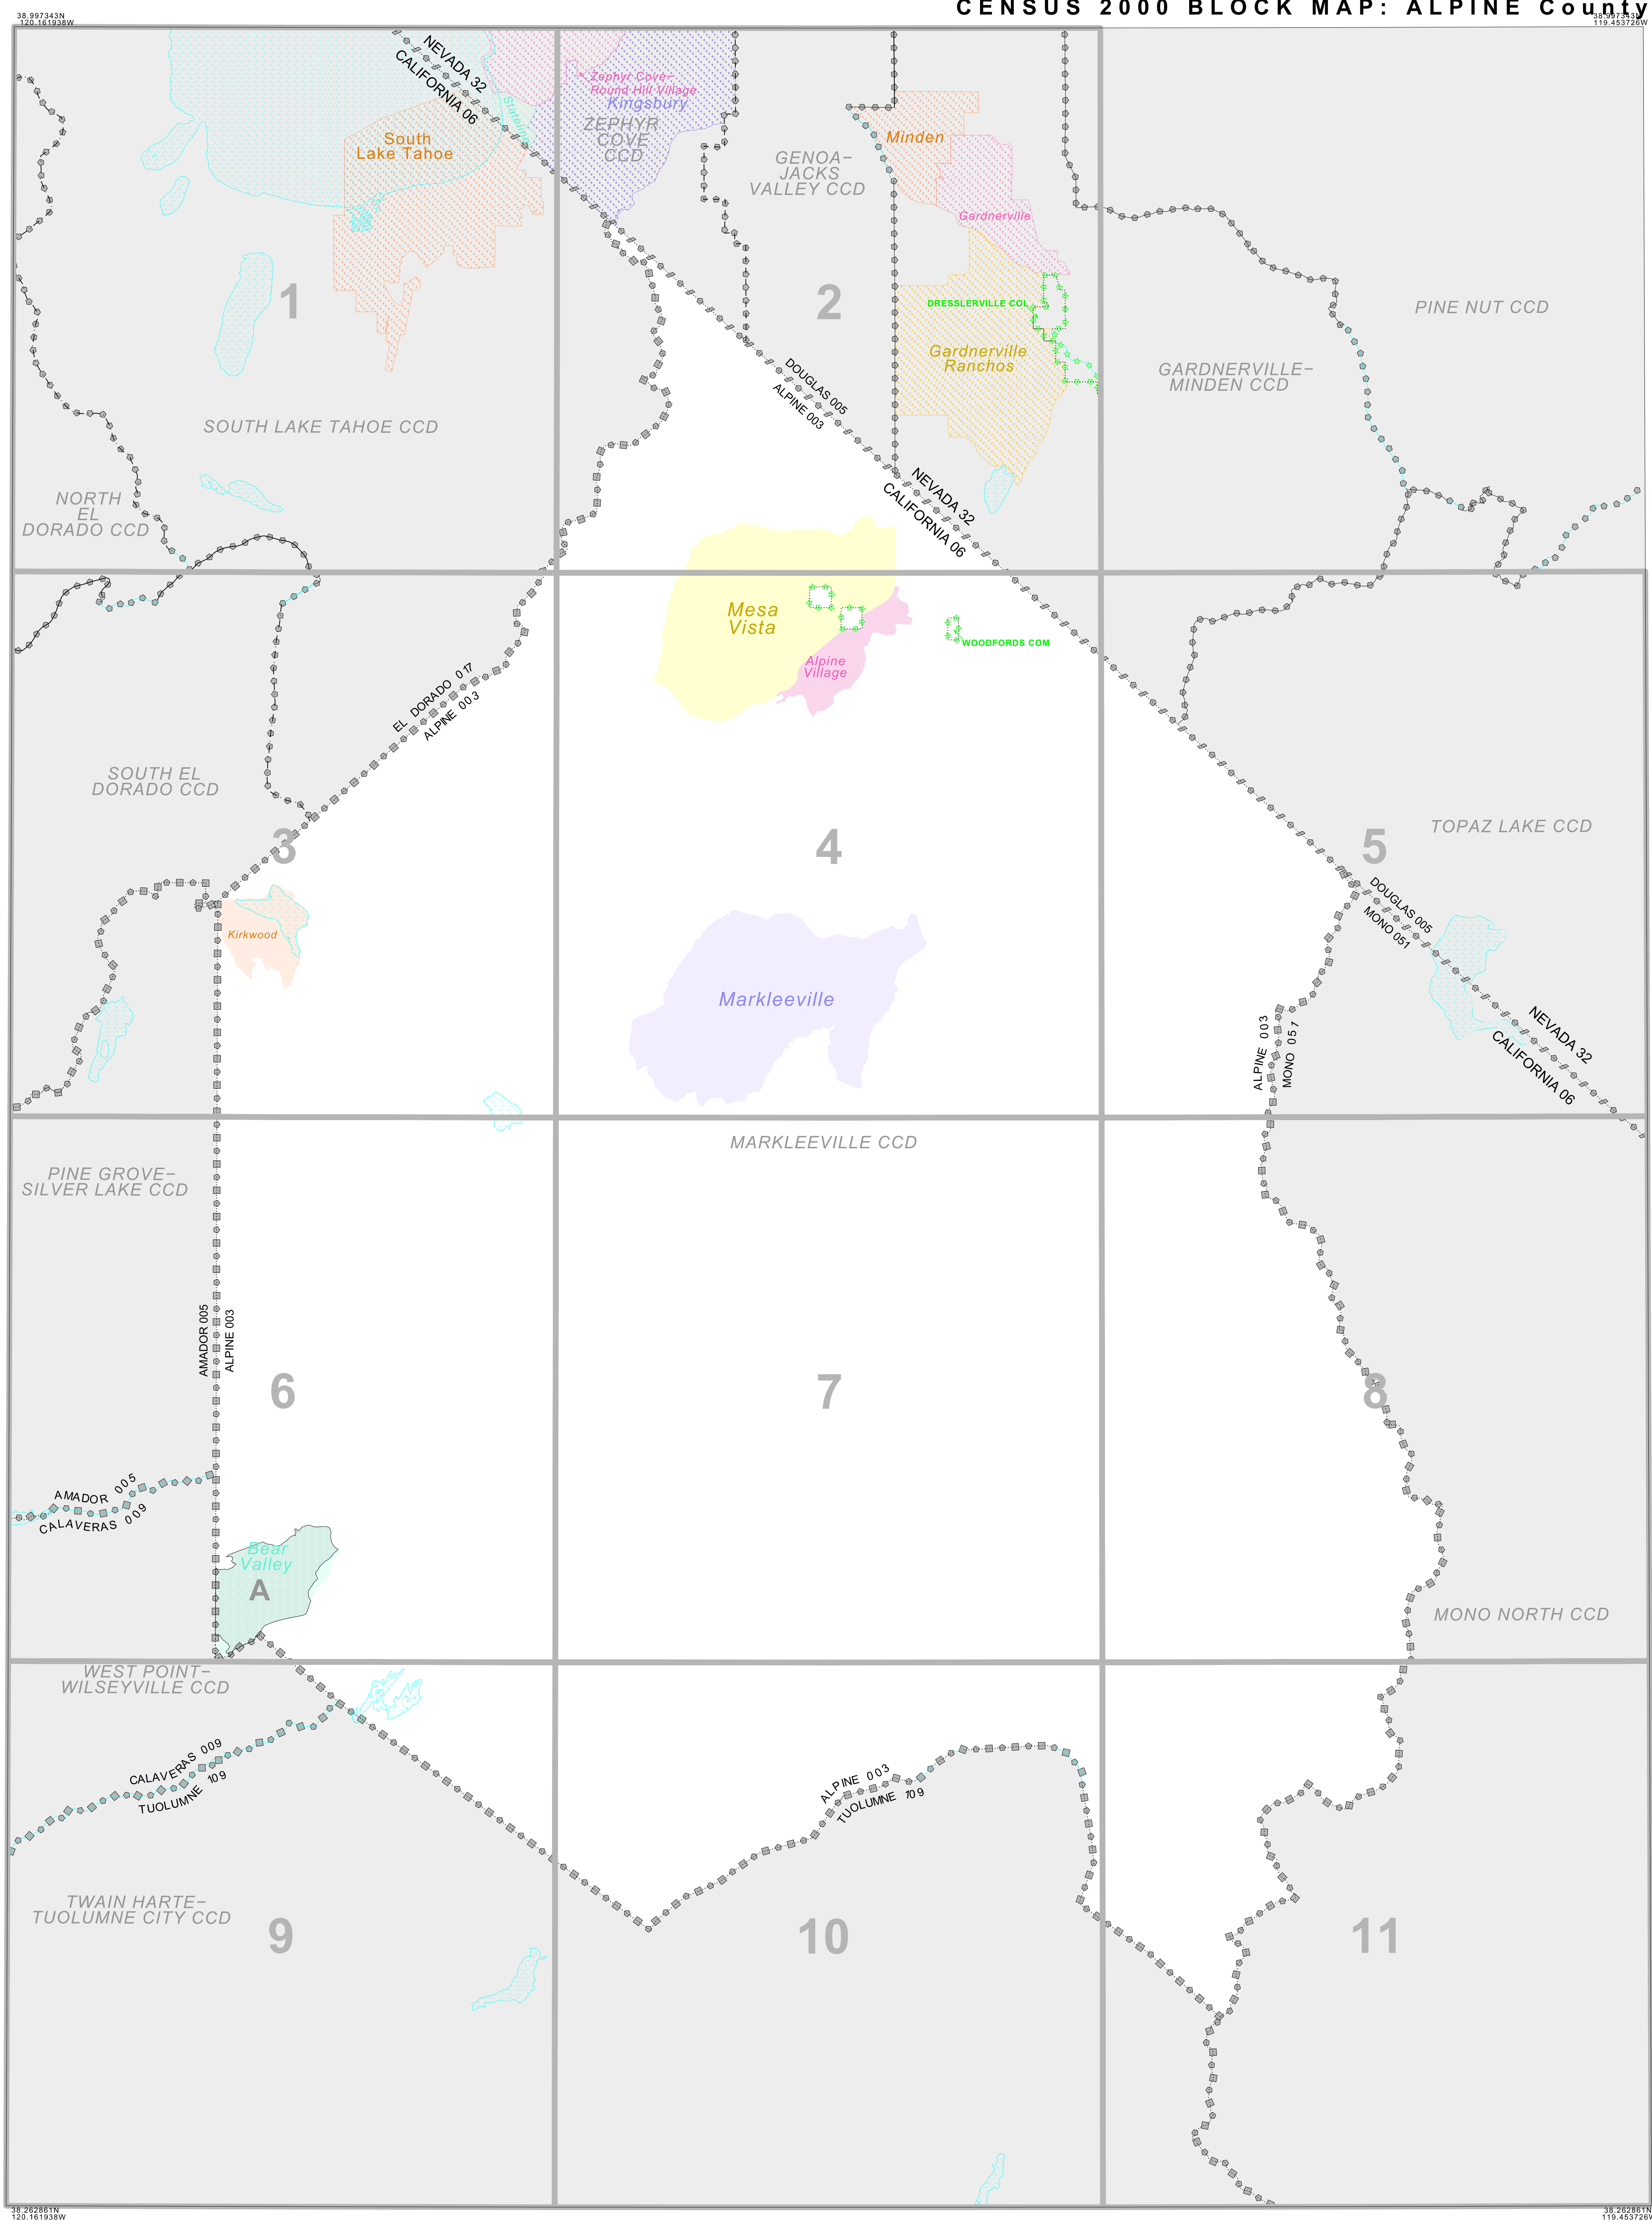 CENSUS 2000 BLOCK MAP: ALPINE County
38.997343N
120.161938W
38.997343N
119.453726W
NEVADA 32
CALIFORNIA 06
Stateline
Zephyr Cove–
Round Hill Village
Kingsbury
ZEPHYR
COVE
CCD
South
Lake Tahoe
GENOA–
JACKS
VALLEY CCD
Minden
Gardnerville
1
2
DRESSLERVILLE COL
PINE NUT CCD
Gardnerville
Ranchos
GARDNERVILLE–
MINDEN CCD
DOUGLAS 005
ALPINE 003
SOUTH LAKE TAHOE CCD
NORTH
EL
DORADO CCD
NEVADA 32
CALIFORNIA 06
Mesa
Vista
WOODFORDS COM
Alpine
Village
EL DORADO 017
ALPINE 003
SOUTH EL
DORADO CCD
3
4
5
TOPAZ LAKE CCD
DOUGLAS 005
MONO 051
Kirkwood
Markleeville
ALPINE 003
MONO 051
NEVADA 32
CALIFORNIA 06
MARKLEEVILLE CCD
PINE GROVE–
SILVER LAKE CCD
AMADOR 005
ALPINE 003
6
7
8
AMADOR 005
CALAVERAS 009
Bear
Valley
A
MONO NORTH CCD
WEST POINT–
WILSEYVILLE CCD
CALAVERAS 009
TUOLUMNE 109
ALPINE 003
TUOLUMNE 109
TWAIN HARTE–
TUOLUMNE CITY CCD
9
10
11
38.262861N
120.161938W
38.262861N
119.453726W